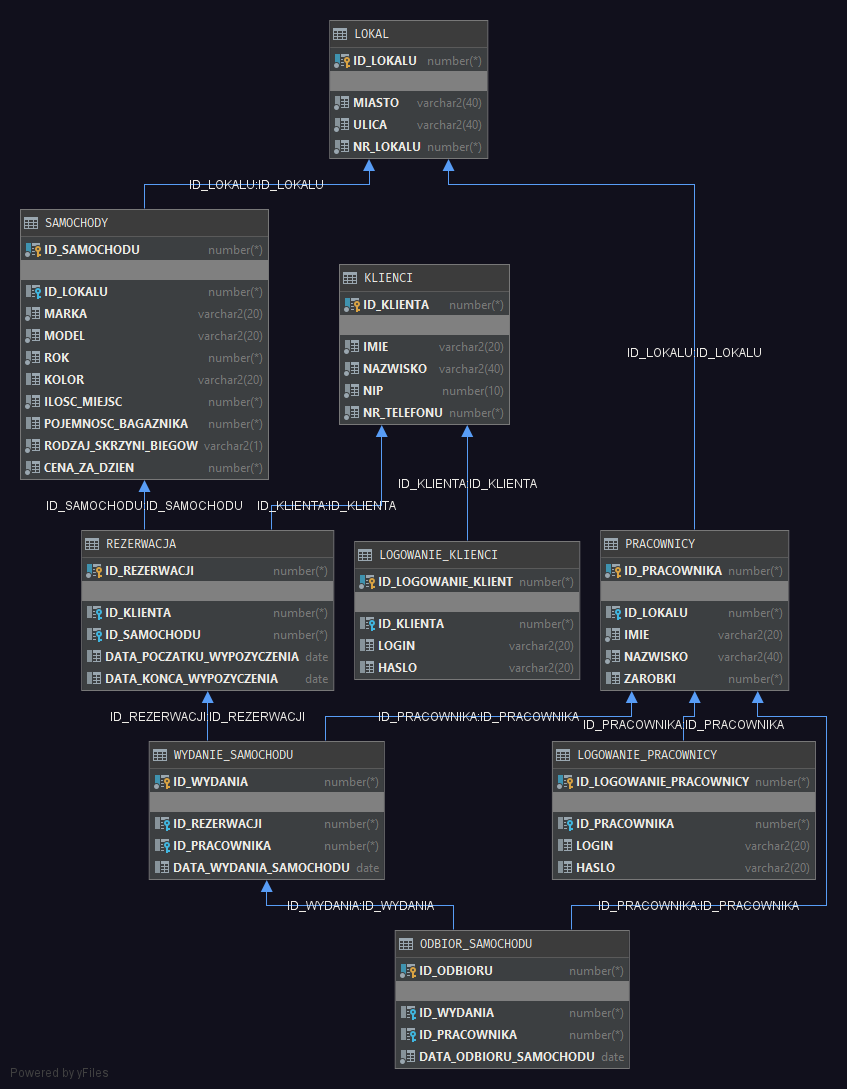 LOKAL
ID_LOKALU number(*)
MIASTO varchar2(40)
ULICA varchar2(40)
NR_LOKALU number(*)
ID_LOKALU:ID_LOKALU
SAMOCHODY
ID_SAMOCHODU number(*)
ID_LOKALU number(*)
MARKA varchar2(20)
MODEL varchar2(20)
ROK number(*)
KOLOR varchar2(20)
ILOSC_MIEJSC number(*)
POJEMNOSC_BAGAZNIKA number(*)
RODZAJ_SKRZYNI_BIEGOW varchar2(1)
CENA_ZA_DZIEN number(*)
KLIENCI
ID_KLIENTA number(*)
IMIE varchar2(20)
NAZWISKO varchar2(40)
NIP number(10)
NR_TELEFONU number(*)
ID_LOKALU:ID_LOKALU
ID_SAMOCHODU:ID_SAMOCHODU
ID_KLIENTA:ID_KLIENTA
ID_KLIENTA:ID_KLIENTA
REZERWACJA
ID_REZERWACJI number(*)
ID_KLIENTA number(*)
ID_SAMOCHODU number(*)
DATA_POCZATKU_WYPOZYCZENIA date
DATA_KONCA_WYPOZYCZENIA date
LOGOWANIE_KLIENCI
ID_LOGOWANIE_KLIENT number(*)
ID_KLIENTA number(*)
LOGIN varchar2(20)
HASLO varchar2(20)
PRACOWNICY
ID_PRACOWNIKA number(*)
ID_LOKALU number(*)
IMIE varchar2(20)
NAZWISKO varchar2(40)
ZAROBKI number(*)
ID_REZERWACJI:ID_REZERWACJI
ID_PRACOWNIKA:ID_PRACOWNIKA
ID_PRACOWNIKA:ID_PRACOWNIKA
WYDANIE_SAMOCHODU
ID_WYDANIA number(*)
ID_REZERWACJI number(*)
ID_PRACOWNIKA number(*)
DATA_WYDANIA_SAMOCHODU date
LOGOWANIE_PRACOWNICY
ID_LOGOWANIE_PRACOWNICY number(*)
ID_PRACOWNIKA number(*)
LOGIN varchar2(20)
HASLO varchar2(20)
ID_WYDANIA:ID_WYDANIA
ID_PRACOWNIKA:ID_PRACOWNIKA
ODBIOR_SAMOCHODU
ID_ODBIORU number(*)
ID_WYDANIA number(*)
ID_PRACOWNIKA number(*)
DATA_ODBIORU_SAMOCHODU date
Powered by yFiles